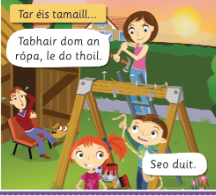 Tar éis tamaill...
Tabhair dom an
rópa, le do thoil.
Seo duit.